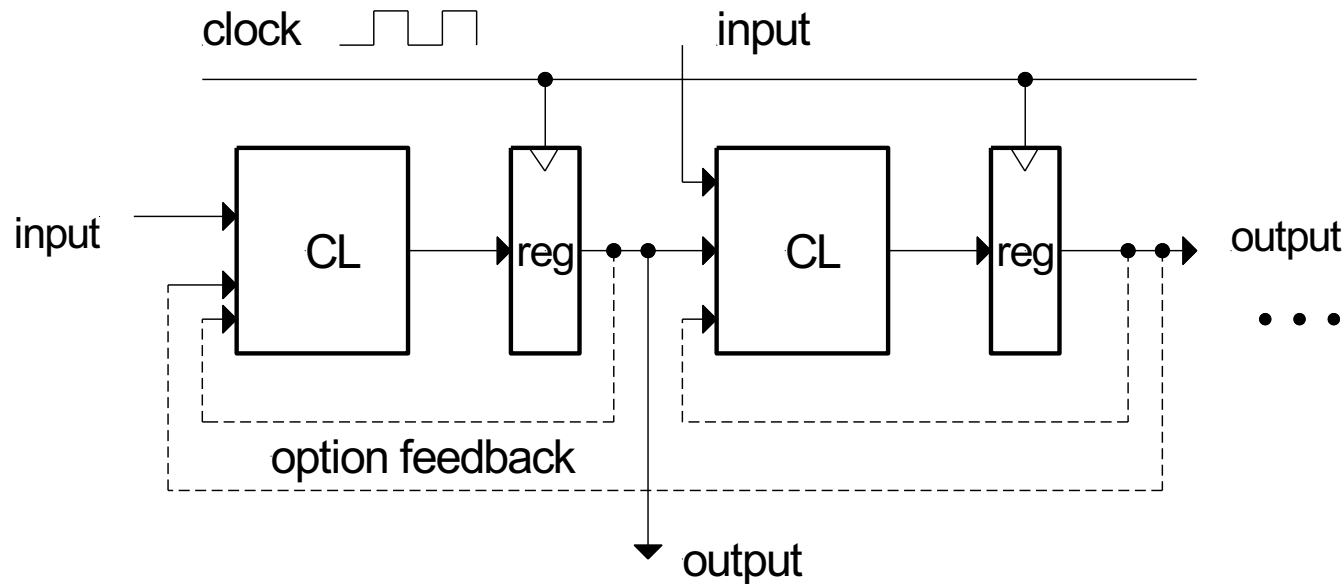 clock
input
input
CL
reg
CL
reg
output
option feedback
output